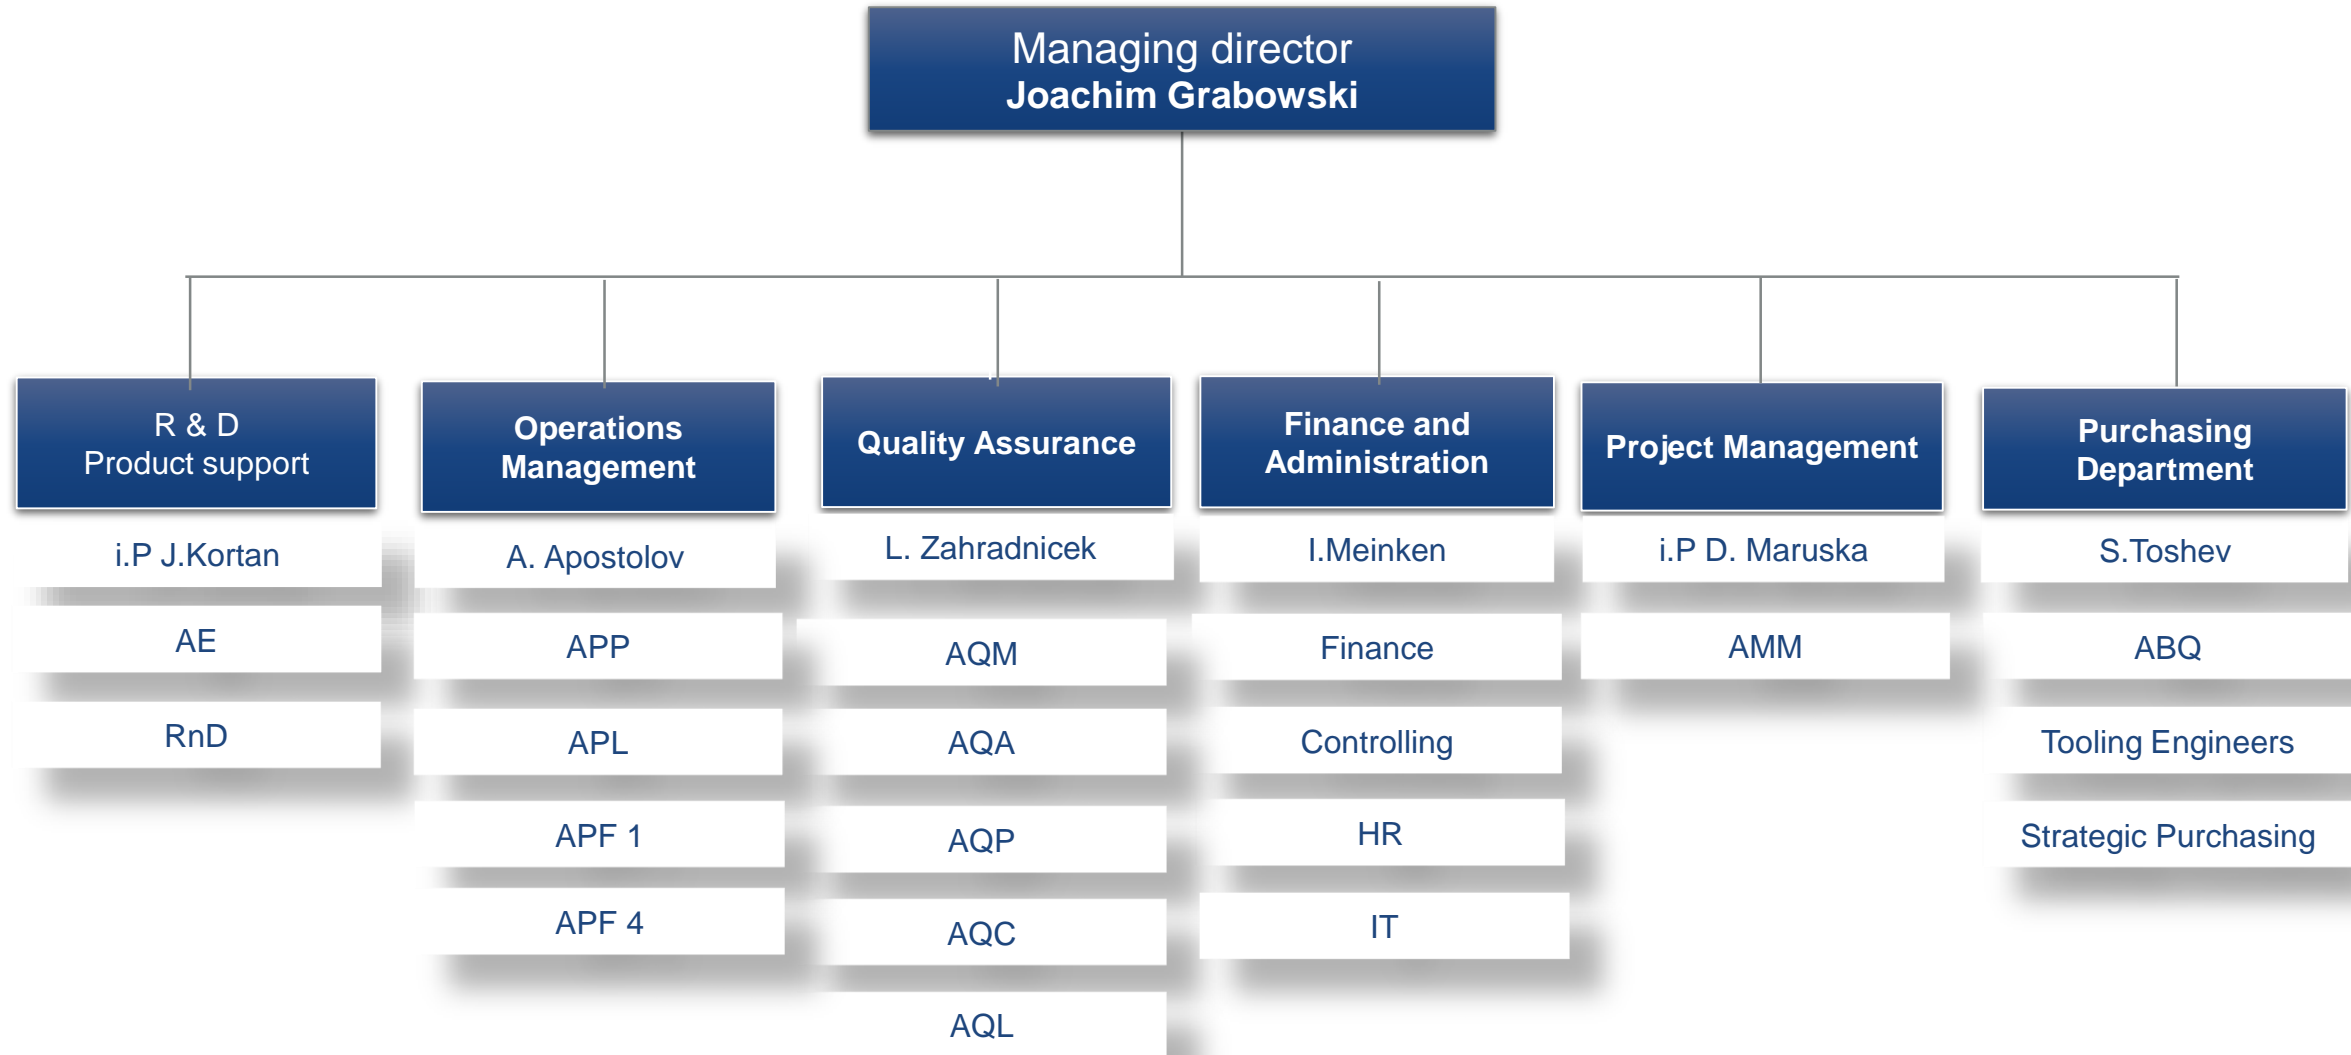 Managing director
Joachim Grabowski
R & D
Product support
i.P J.Kortan
AE
RnD
Operations
Management
A. Apostolov
APP
APL
APF 1
APF 4
Quality Assurance
L. Zahradnicek
AQM
AQA
AQP
AQC
AQL
Finance and
Administration
I.Meinken
Finance
Controlling
HR
IT
Project Management
i.P D. Maruska
AMM
Purchasing
Department
S.Toshev
ABQ
Tooling Engineers
Strategic Purchasing